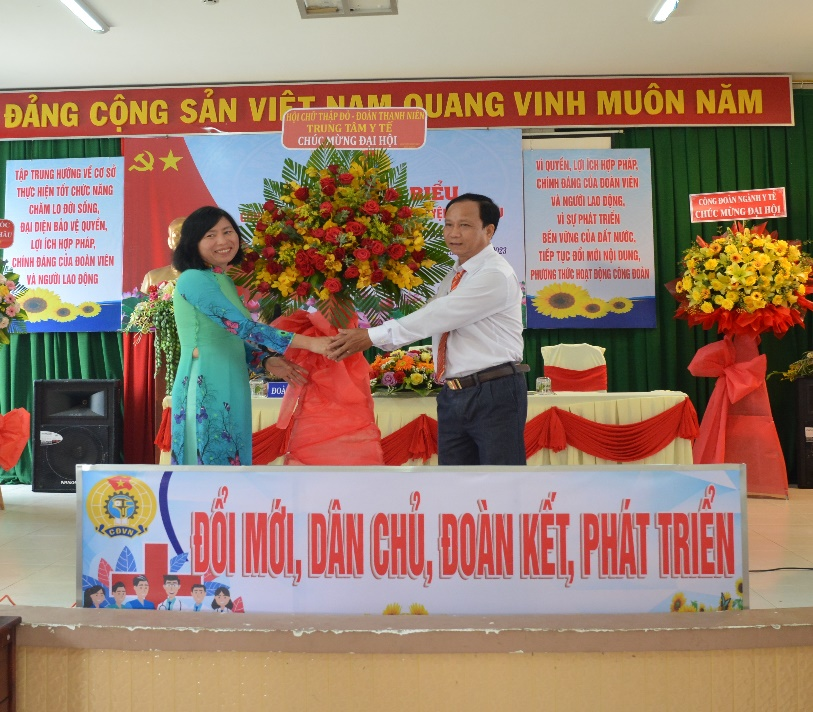 ĐẢNG CỘNG SẢN VIỆT NAM QUANG VINH MUÔN NĂM
HỘI CHỮ THẬP ĐỎ - ĐOÀN THANH NIÊN
TRUNG TÂM Y TẾ
CHÚC MỪNG ĐẠI HỘI
TẬP TRUNG HƯỚNG VỀ CƠ SỞ
THỰC HIỆN TỐT CHỨC NĂNG
CHĂM LO ĐỜI SỐNG,
ĐẠI DIỆN BẢO VỆ QUYỀN,
LỢI ÍCH HỢP PHÁP,
CHÍNH ĐÁNG CỦA ĐOÀN VIÊN
VÀ NGƯỜI LAO ĐỘNG
BIỂU
2023
VÌ QUYỀN, LỢI ÍCH HỢP PHÁP,
CHÍNH ĐÁNG CỦA ĐOÀN VIÊN
VÀ NGƯỜI LAO ĐỘNG,
VÌ SỰ PHÁT TRIỂN
BỀN VỮNG CỦA ĐẤT NƯỚC,
TIẾP TỤC ĐỔI MỚI NỘI DUNG,
PHƯƠNG THỨC HOẠT ĐỘNG CÔNG ĐOÀN
CÔNG ĐOÀN NGÀNH Y TẾ
CHÚC MỪNG ĐẠI HỘI
ĐOÀ
CĐVN
ĐỔI MỚI, DÂN CHỦ, ĐOÀN KẾT, PHÁT TRIỂN